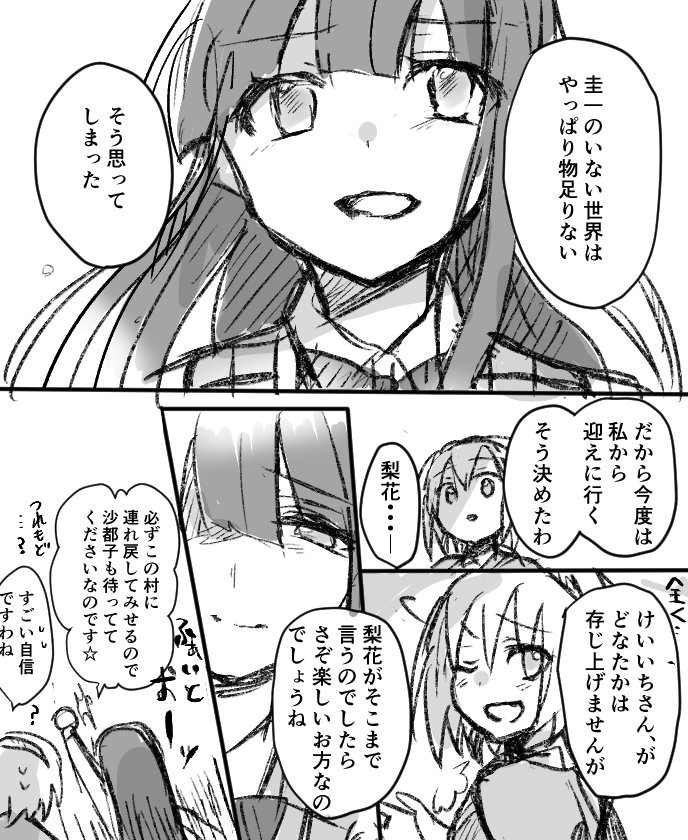 圭一のいない世界は
やっぱり物足りない
そう思って
しまった
だから今度は
私から
迎えに行く
そう決めたわ
梨花・・・―
けいいちさん、が
どなたかは
存じ上げませんが
梨花がそこまで
言うのでしたら
さぞ楽しいお方なの
でしょうね
必ずこの村に
連れ戻してみせるので
沙都子も待ってて
くださいなのです☆
ふぁいと
おーッ
つれもど
…?
すごい自信
ですわね
?